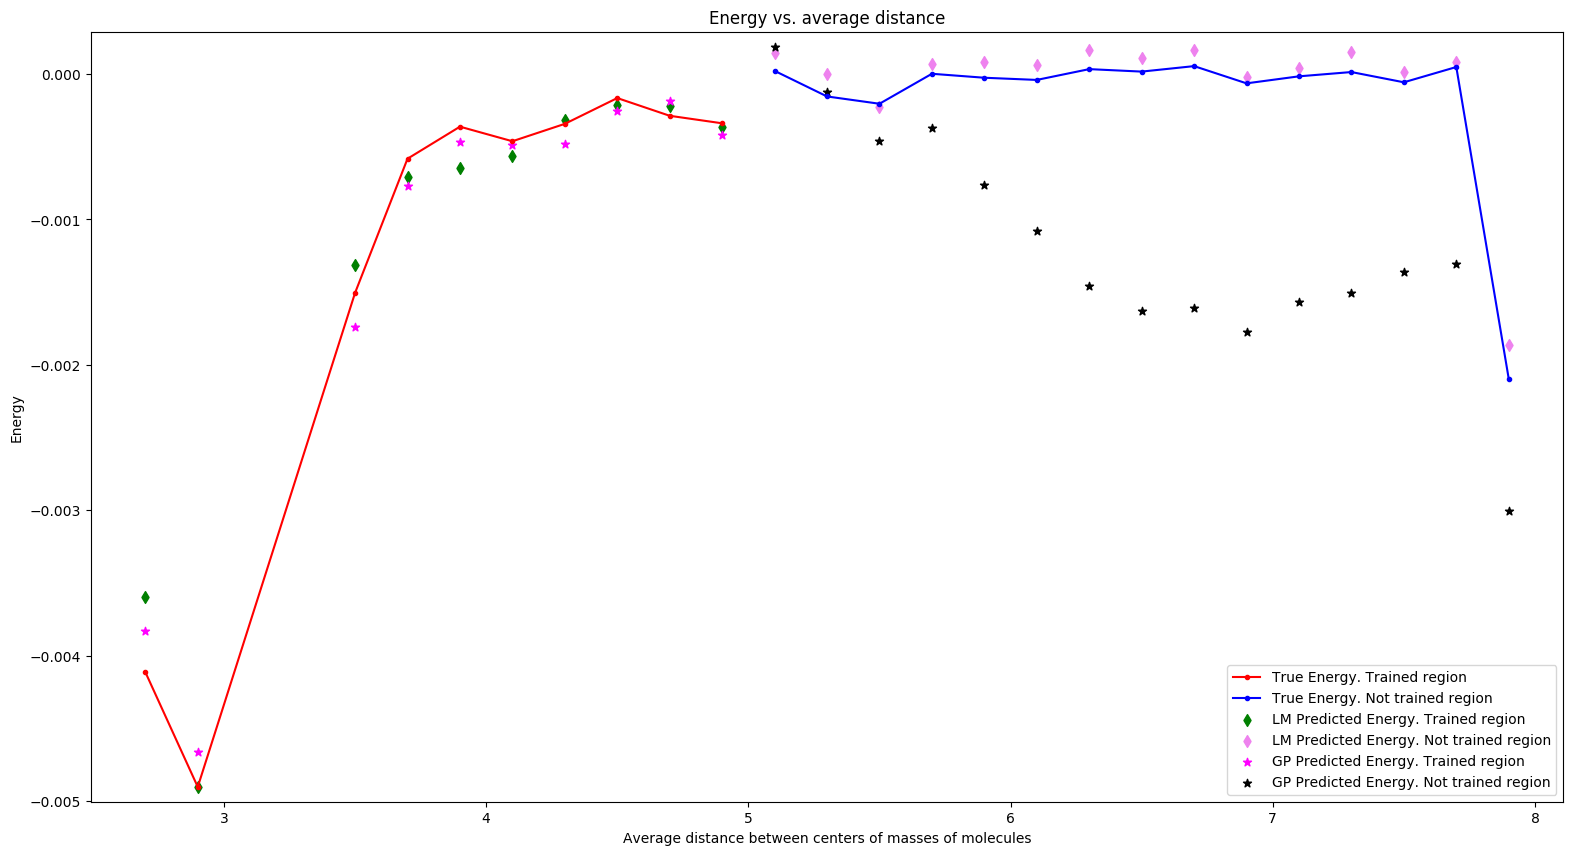 Energy vs. average distance
Energy
0.000
−0.001
−0.002
−0.003
−0.004
−0.005
3
4
5
6
7
8
Average distance between centers of masses of molecules
True Energy. Trained region
True Energy. Not trained region
LM Predicted Energy. Trained region
LM Predicted Energy. Not trained region
GP Predicted Energy. Trained region
GP Predicted Energy. Not trained region